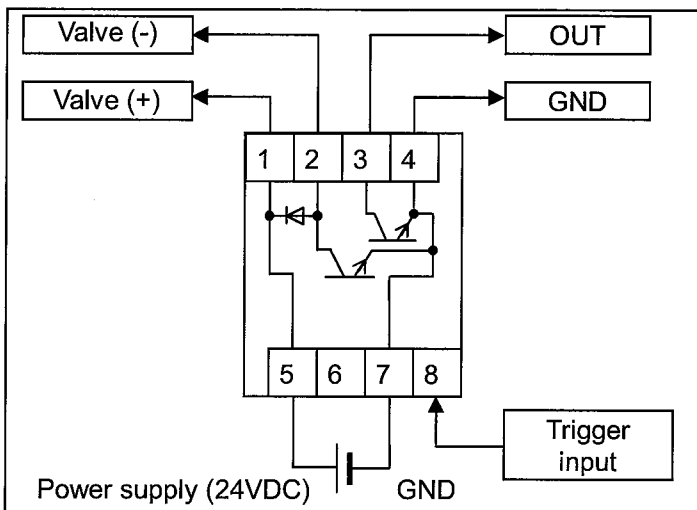 Valve (-)
OUT
Valve (+)
GND
1 2 3 4
5 6 7 8
Trigger
input
Power supply (24VDC)
GND